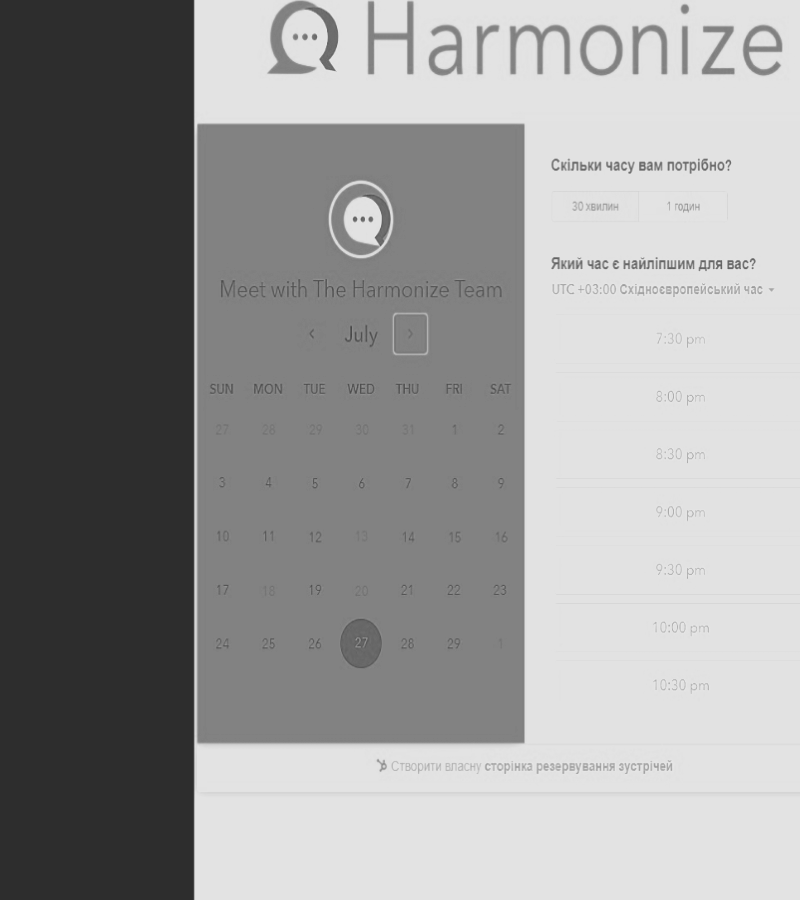 Harmonize
Meet with The Harmonize Team
July
SUN MON TUE WED THU FRI SAT
27 28 29 30 31 1 2
3 4 5 6 7 8 9
10 11 12 13 14 15 16
17 18 19 20 21 22 23
24 25 26 27 28 29 1
Скільки часу вам потрібно?
30 хвилин 1 годин
Який час є найліпшим для вас?
UTC +03:00 Східноєвропейський час
7:30 pm
8:00 pm
8:30 pm
9:00 pm
9:30 pm
10:00 pm
10:30 pm
Створити власну сторінка резервування зустрічей